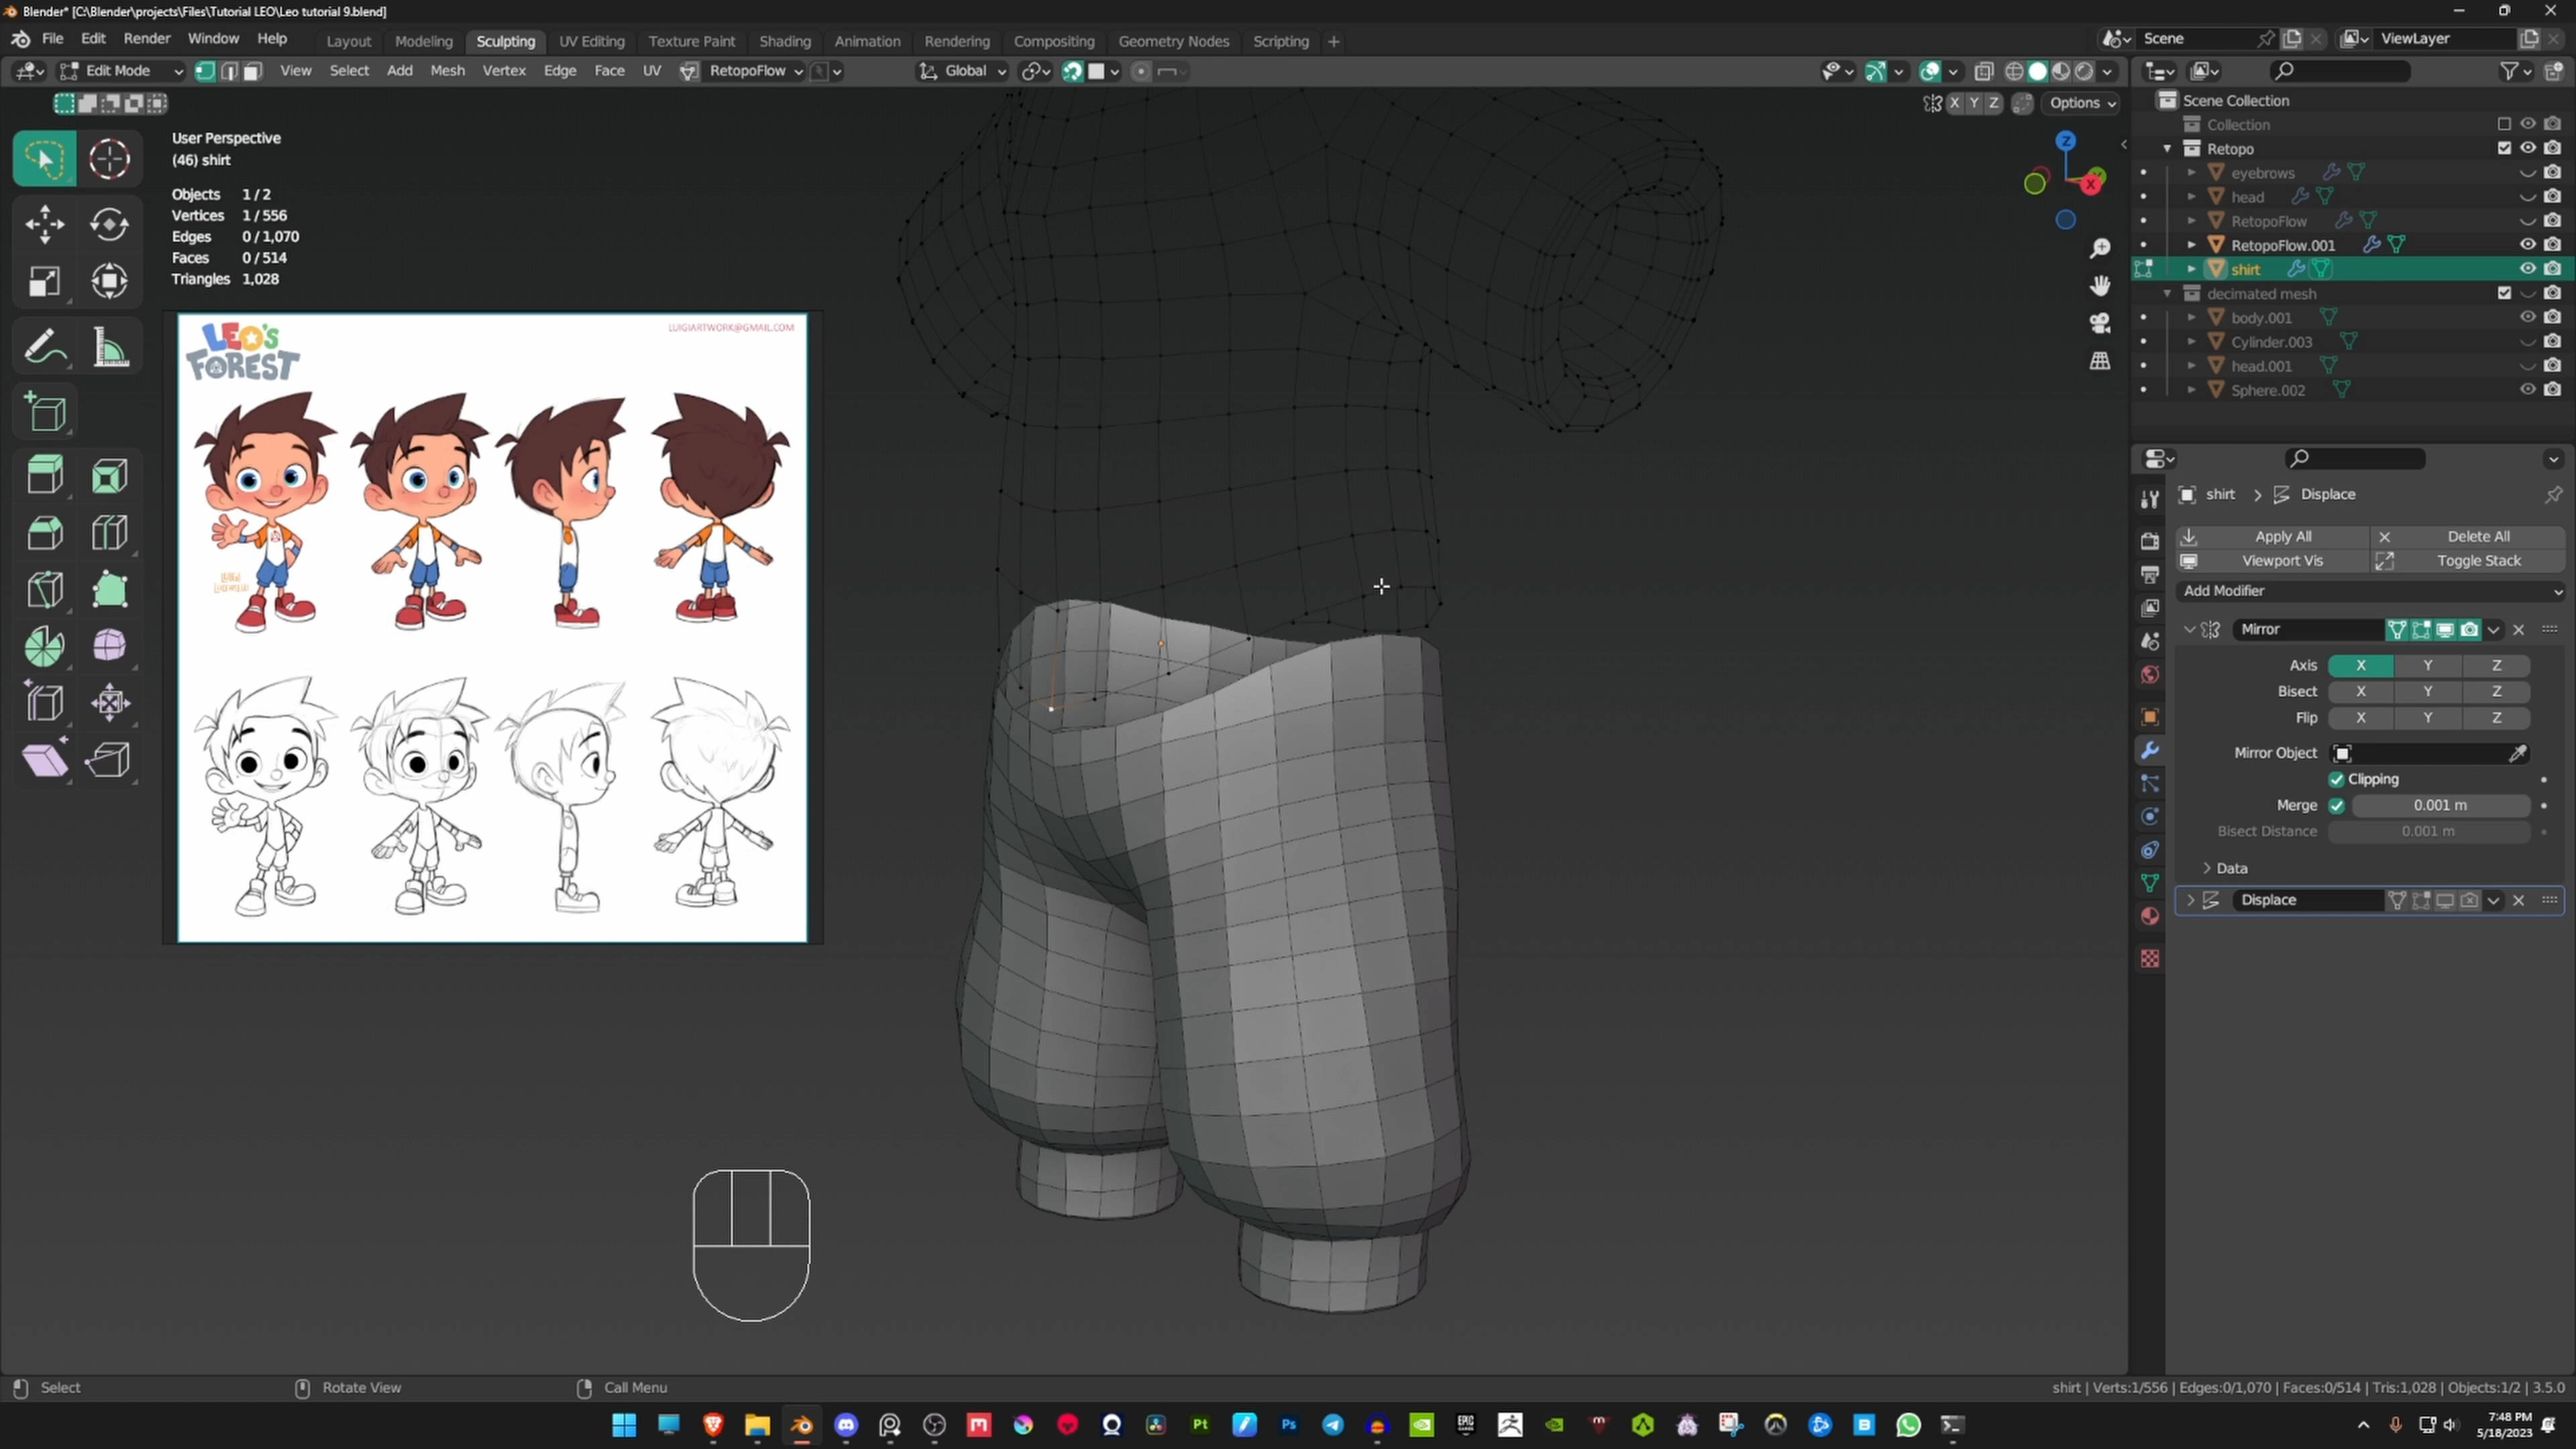 Blender* [C:\Blender\projects\Files\Tutorial LEO\Leo tutorial 9.blend]
File Edit Render Window Help Layout Modeling Sculpting UV Editing Texture Paint Shading Animation Rendering Compositing Geometry Nodes Scripting + Scene ViewLayer
Edit Mode View Select Add Mesh Vertex Edge Face UV RetopoFlow Global
X Y Z Options
User Perspective
(46) shirt
Objects 1 / 2
Vertices 1 / 556
Edges 0 / 1,070
Faces 0 / 514
Triangles 1,028
LEO'S
FOREST
LUIGIARTWORK@GMAIL.COM
Z
X
Scene Collection
Collection
Retopo
eyebrows
head
RetopoFlow
RetopoFlow.001
shirt
decimated mesh
body.001
Cylinder.003
head.001
Sphere.002
shirt > Displace
Apply All Delete All
Viewport Vis Toggle Stack
Add Modifier
Mirror
Axis X Y Z
Bisect X Y Z
Flip X Y Z
Mirror Object
Clipping
Merge 0.001 m
Bisect Distance 0.001 m
Data
Displace
Select Rotate View Call Menu shirt | Verts:1/556 | Edges:0/1,070 | Faces:0/514 | Tris:1,028 | Objects:1/2 | 3.5.0
Pt Ps EPIC GAMES B
7:48 PM
5/18/2023